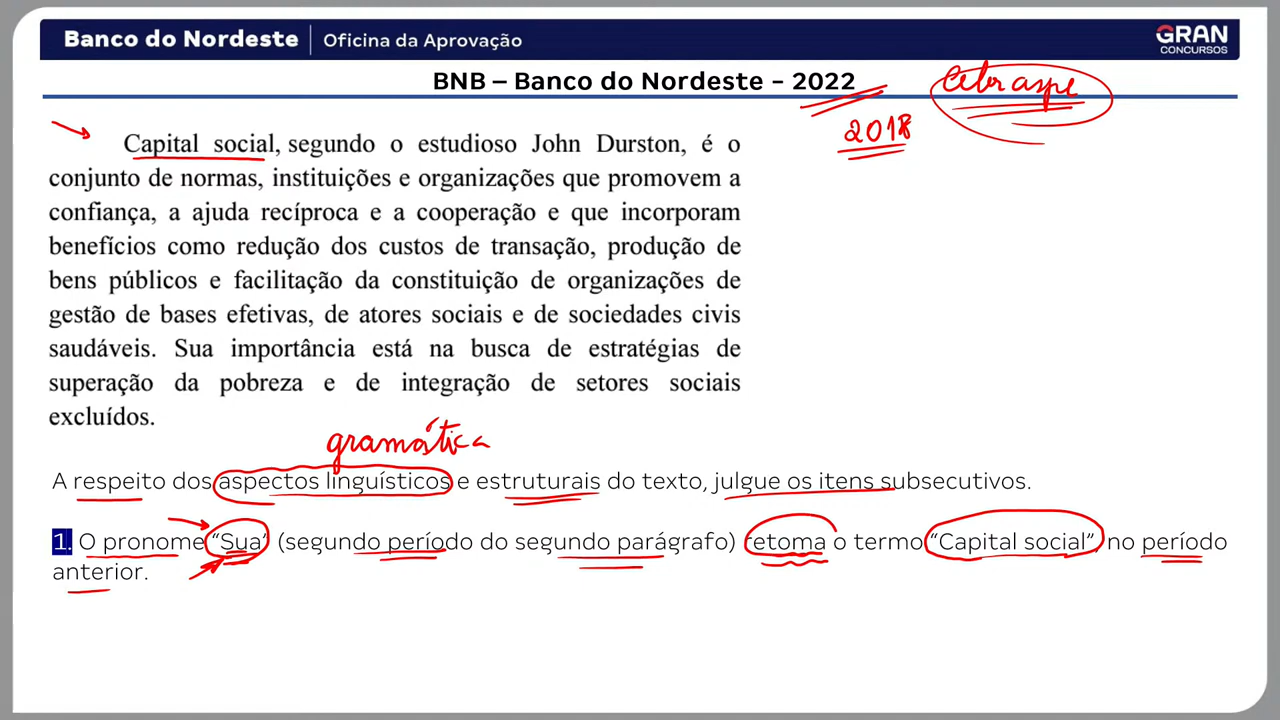 Banco do Nordeste | Oficina da Aprovação
GRAN
CONCURSOS
BNB – Banco do Nordeste - 2022
Cebraspe
2018
Capital social, segundo o estudioso John Durston, é o
conjunto de normas, instituições e organizações que promovem a
confiança, a ajuda recíproca e a cooperação e que incorporam
benefícios como redução dos custos de transação, produção de
bens públicos e facilitação da constituição de organizações de
gestão de bases efetivas, de atores sociais e de sociedades civis
saudáveis. Sua importância está na busca de estratégias de
superação da pobreza e de integração de setores sociais
excluídos.
gramática
A respeito dos aspectos linguísticos e estruturais do texto, julgue os itens subsecutivos.
1. O pronome “Sua” (segundo período do segundo parágrafo) retoma o termo “Capital social”, no período
anterior.